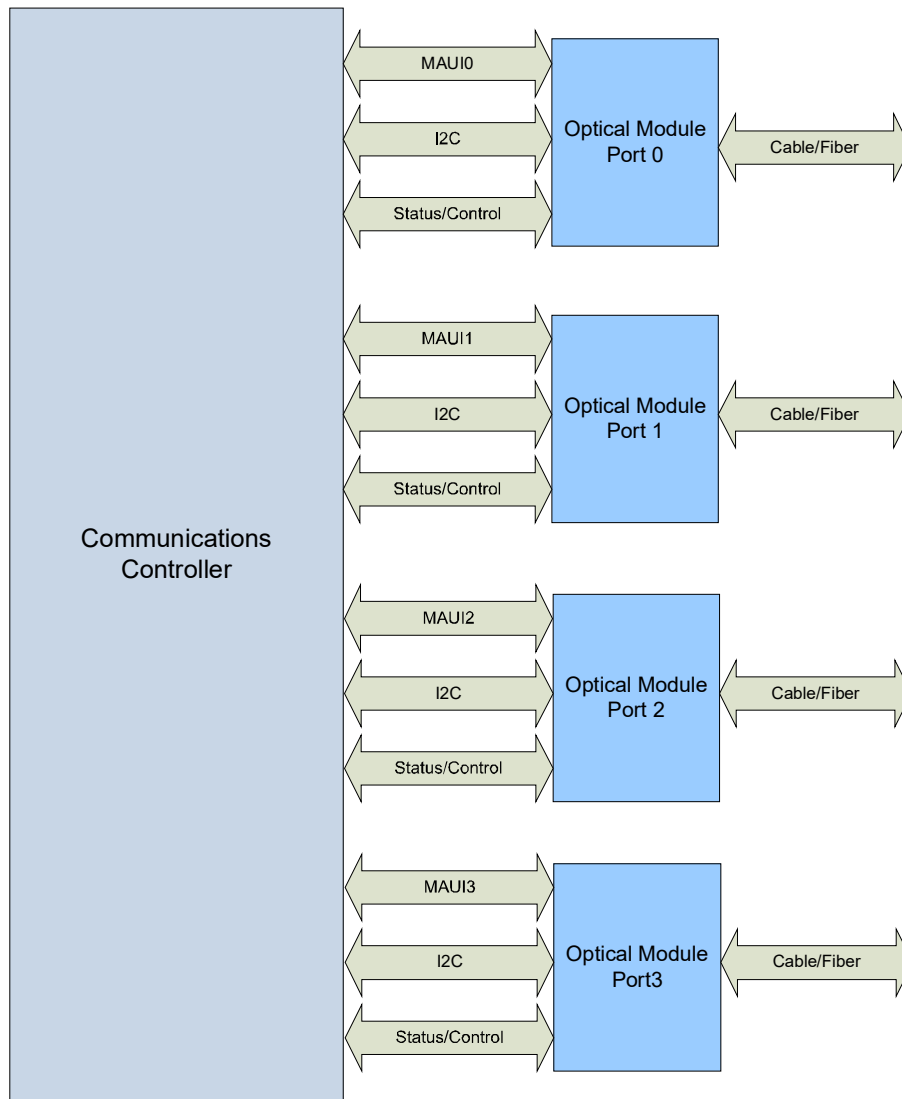 MAUI0
I2C
Status/Control
Optical Module
Port 0
Cable/Fiber
MAUI1
I2C
Status/Control
Optical Module
Port 1
Cable/Fiber
Communications
Controller
MAUI2
I2C
Status/Control
Optical Module
Port 2
Cable/Fiber
MAUI3
I2C
Status/Control
Optical Module
Port3
Cable/Fiber